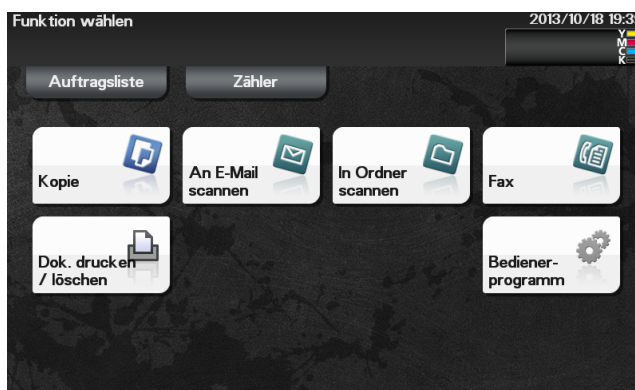 Funktion wählen
2013/10/18 19:3
Y
M
C
K
Auftragsliste
Zähler
Kopie
An E-Mail
scannen
In Ordner
scannen
Fax
Dok. drucken
/ löschen
Bediener-
programm